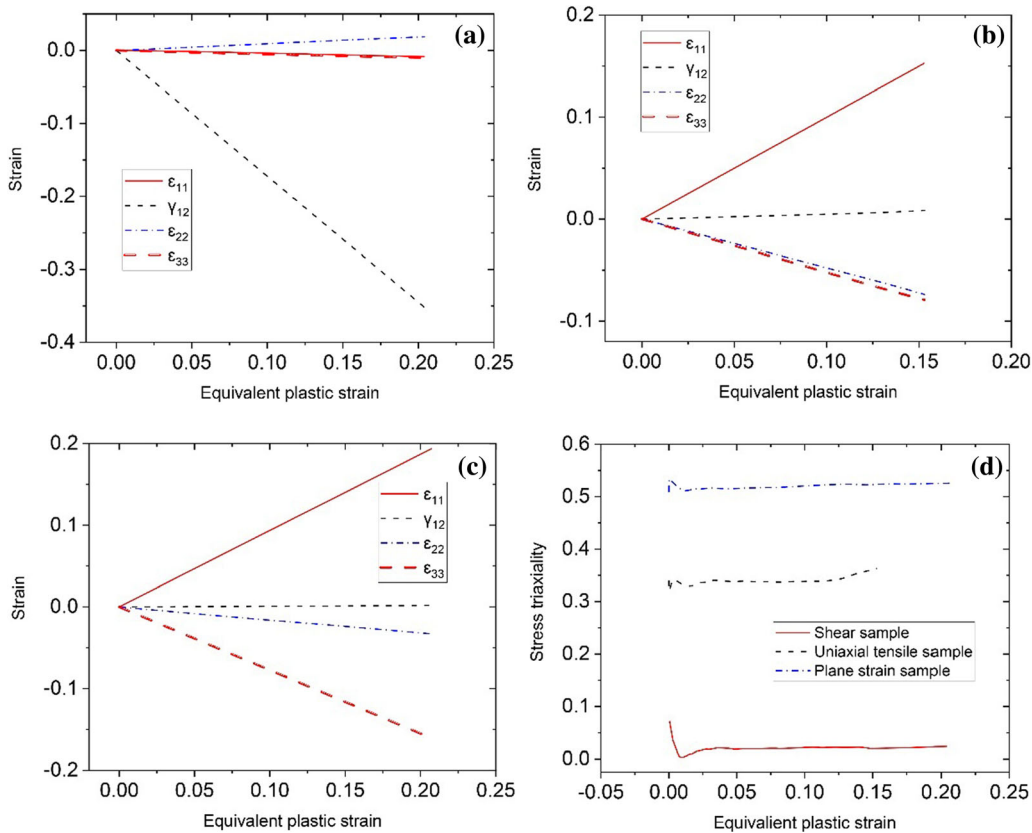 (a)
0.0
-0.1
-0.2
-0.3
-0.4
Strain
ε11
γ12
ε22
ε33
0.00 0.05 0.10 0.15 0.20 0.25
Equivalent plastic strain
(b)
0.2
0.1
0.0
-0.1
Strain
ε11
γ12
ε22
ε33
0.00 0.05 0.10 0.15 0.20
Equivalent plastic strain
(c)
0.2
0.1
0.0
-0.1
-0.2
Strain
ε11
γ12
ε22
ε33
0.00 0.05 0.10 0.15 0.20 0.25
Equivalent plastic strain
(d)
0.6
0.5
0.4
0.3
0.2
0.1
0.0
Stress triaxiality
Shear sample
Uniaxial tensile sample
Plane strain sample
-0.05 0.00 0.05 0.10 0.15 0.20 0.25
Equivalient plastic strain